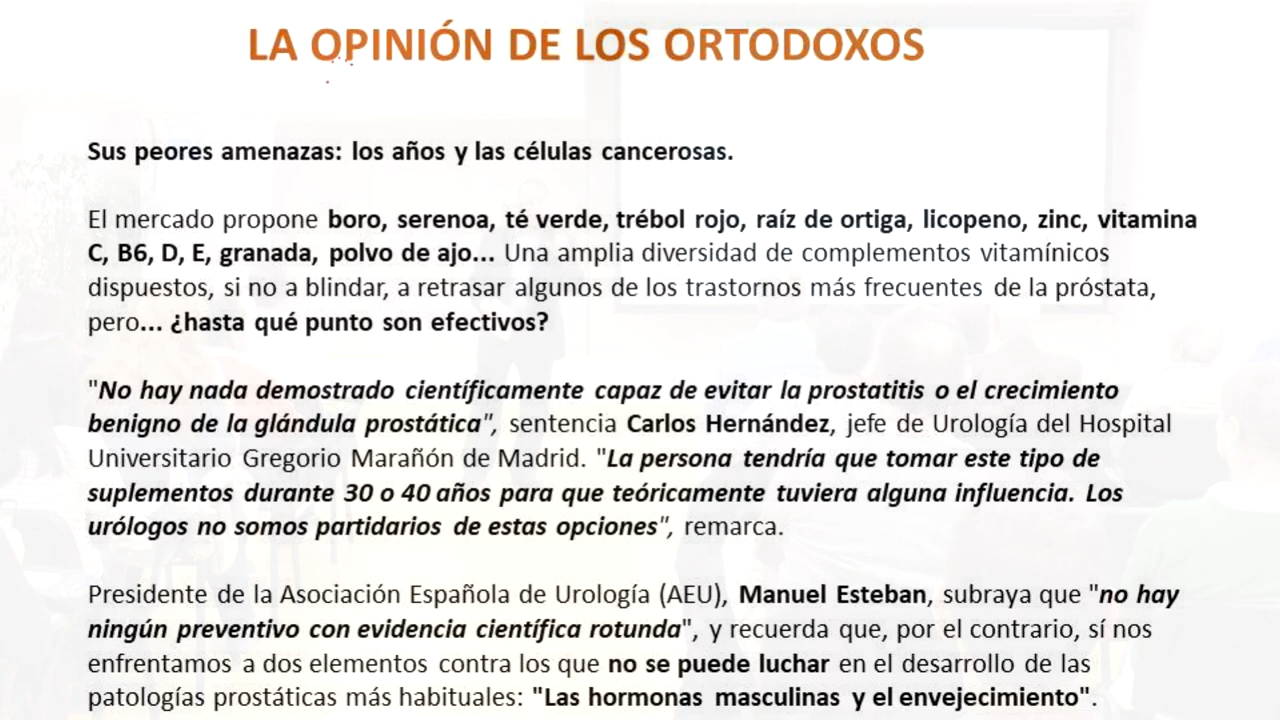 LA OPINIÓN DE LOS ORTODOXOS
Sus peores amenazas: los años y las células cancerosas.
El mercado propone boro, serenoa, té verde, trébol rojo, raíz de ortiga, licopeno, zinc, vitamina
C, B6, D, E, granada, polvo de ajo... Una amplia diversidad de complementos vitamínicos
dispuestos, si no a blindar, a retrasar algunos de los trastornos más frecuentes de la próstata,
pero... ¿hasta qué punto son efectivos?
"No hay nada demostrado científicamente capaz de evitar la prostatitis o el crecimiento
benigno de la glándula prostática", sentencia Carlos Hernández, jefe de Urología del Hospital
Universitario Gregorio Marañón de Madrid. "La persona tendría que tomar este tipo de
suplementos durante 30 o 40 años para que teóricamente tuviera alguna influencia. Los
urólogos no somos partidarios de estas opciones", remarca.
Presidente de la Asociación Española de Urología (AEU), Manuel Esteban, subraya que "no hay
ningún preventivo con evidencia científica rotunda", y recuerda que, por el contrario, sí nos
enfrentamos a dos elementos contra los que no se puede luchar en el desarrollo de las
patologías prostáticas más habituales: "Las hormonas masculinas y el envejecimiento".